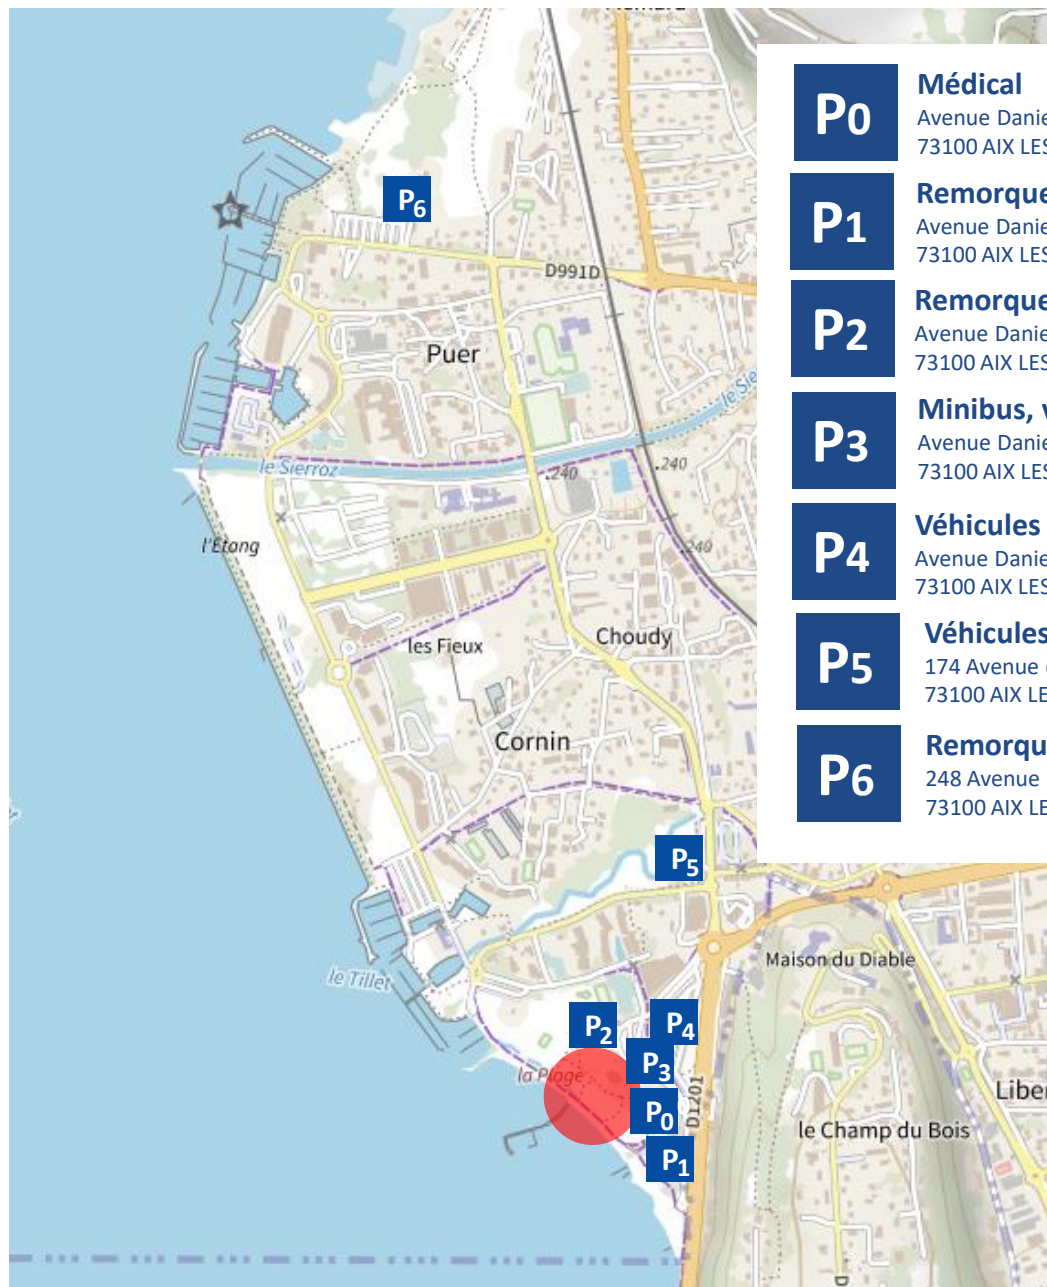 P0
Médical
Avenue Danie
73100 AIX LES
P1
Remorque
Avenue Danie
73100 AIX LES
P2
Remorque
Avenue Danie
73100 AIX LES
P3
Minibus, v
Avenue Danie
73100 AIX LES
P4
Véhicules
Avenue Danie
73100 AIX LES
P5
Véhicules
174 Avenue
73100 AIX LE
P6
Remorqu
248 Avenue
73100 AIX LE
P6
D991D
Puer
le Sierroz
240
240
240
l'Etang
les Fieux
Choudy
Cornin
P5
Maison du Diable
le Tillet
P2
P4
P3
la Plage
D1201
P0
le Champ du Bois
P1